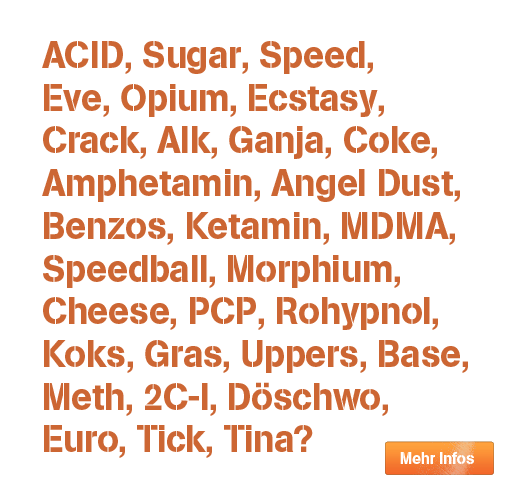 ACID, Sugar, Speed,
Eve, Opium, Ecstasy,
Crack, Alk, Ganja, Coke,
Amphetamin, Angel Dust,
Benzos, Ketamin, MDMA,
Speedball, Morphium,
Cheese, PCP, Rohypnol,
Koks, Gras, Uppers, Base,
Meth, 2C-I, Döschwo,
Euro, Tick, Tina?
Mehr Infos